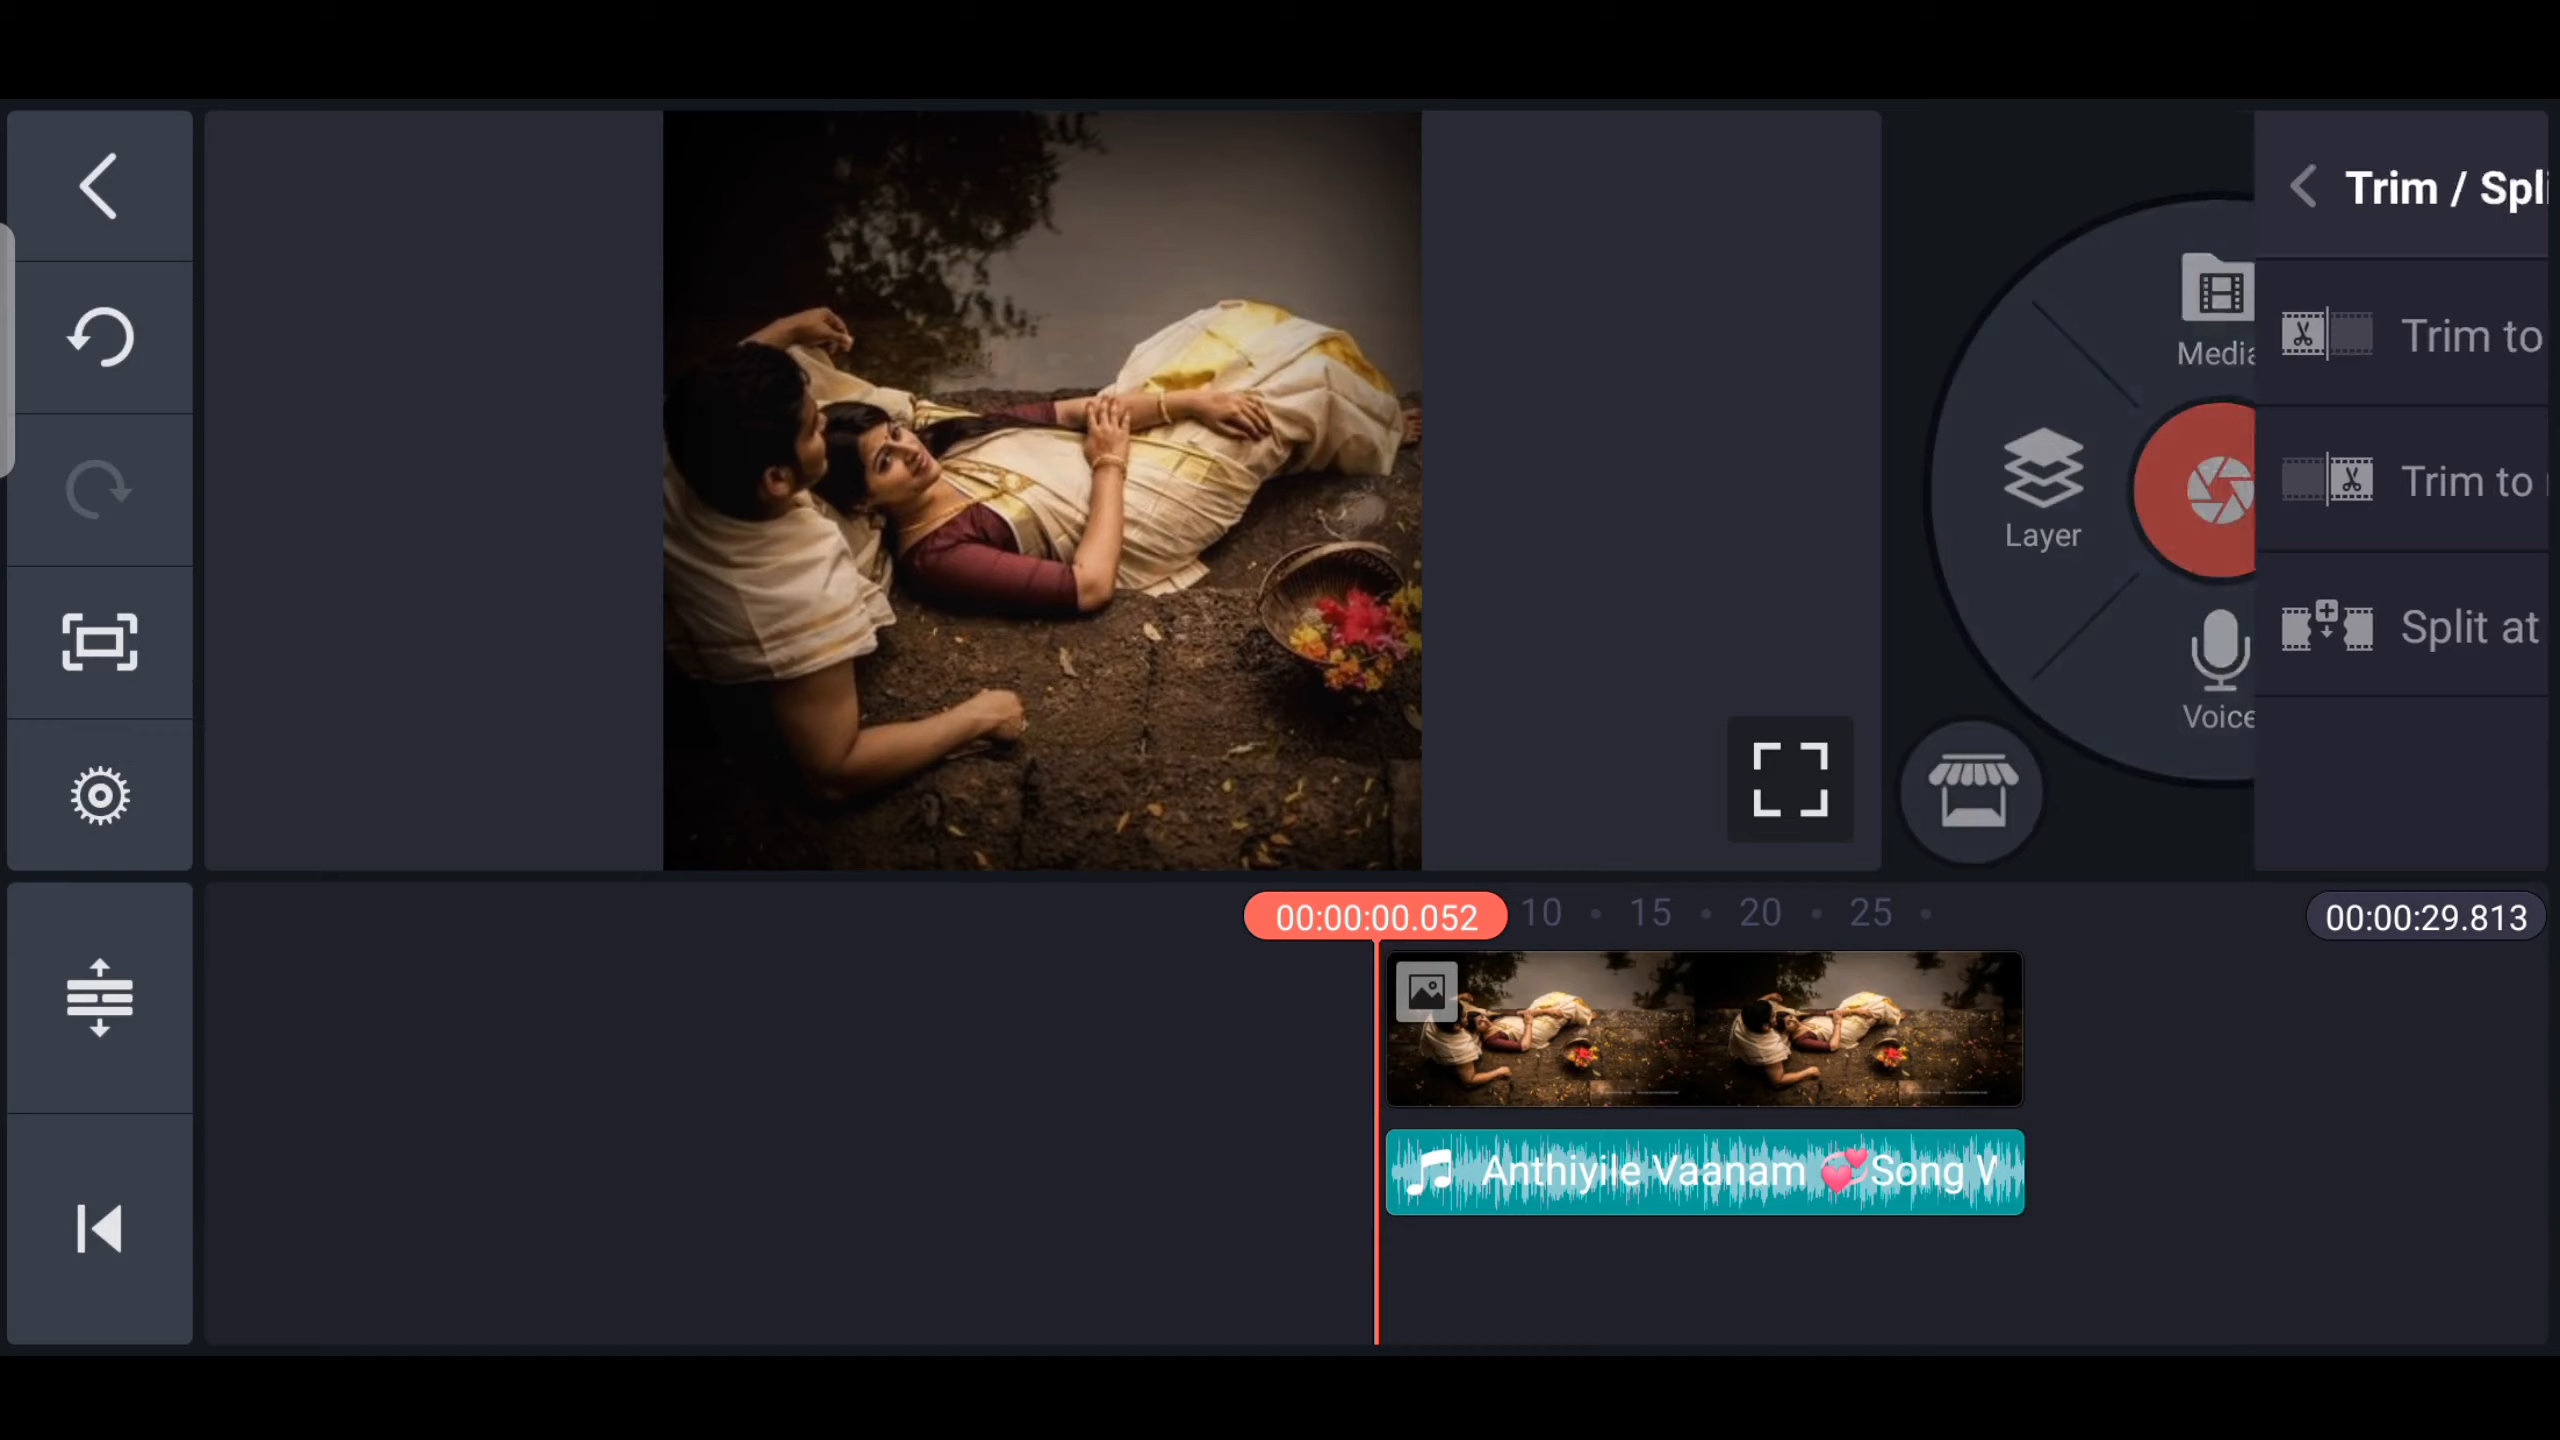 Trim / Spli
Media
Trim to
Layer
Trim to
Voice
Split at
00:00:00.052
10
15
20
25
00:00:29.813
Anthiyile Vaanam 💞Song W